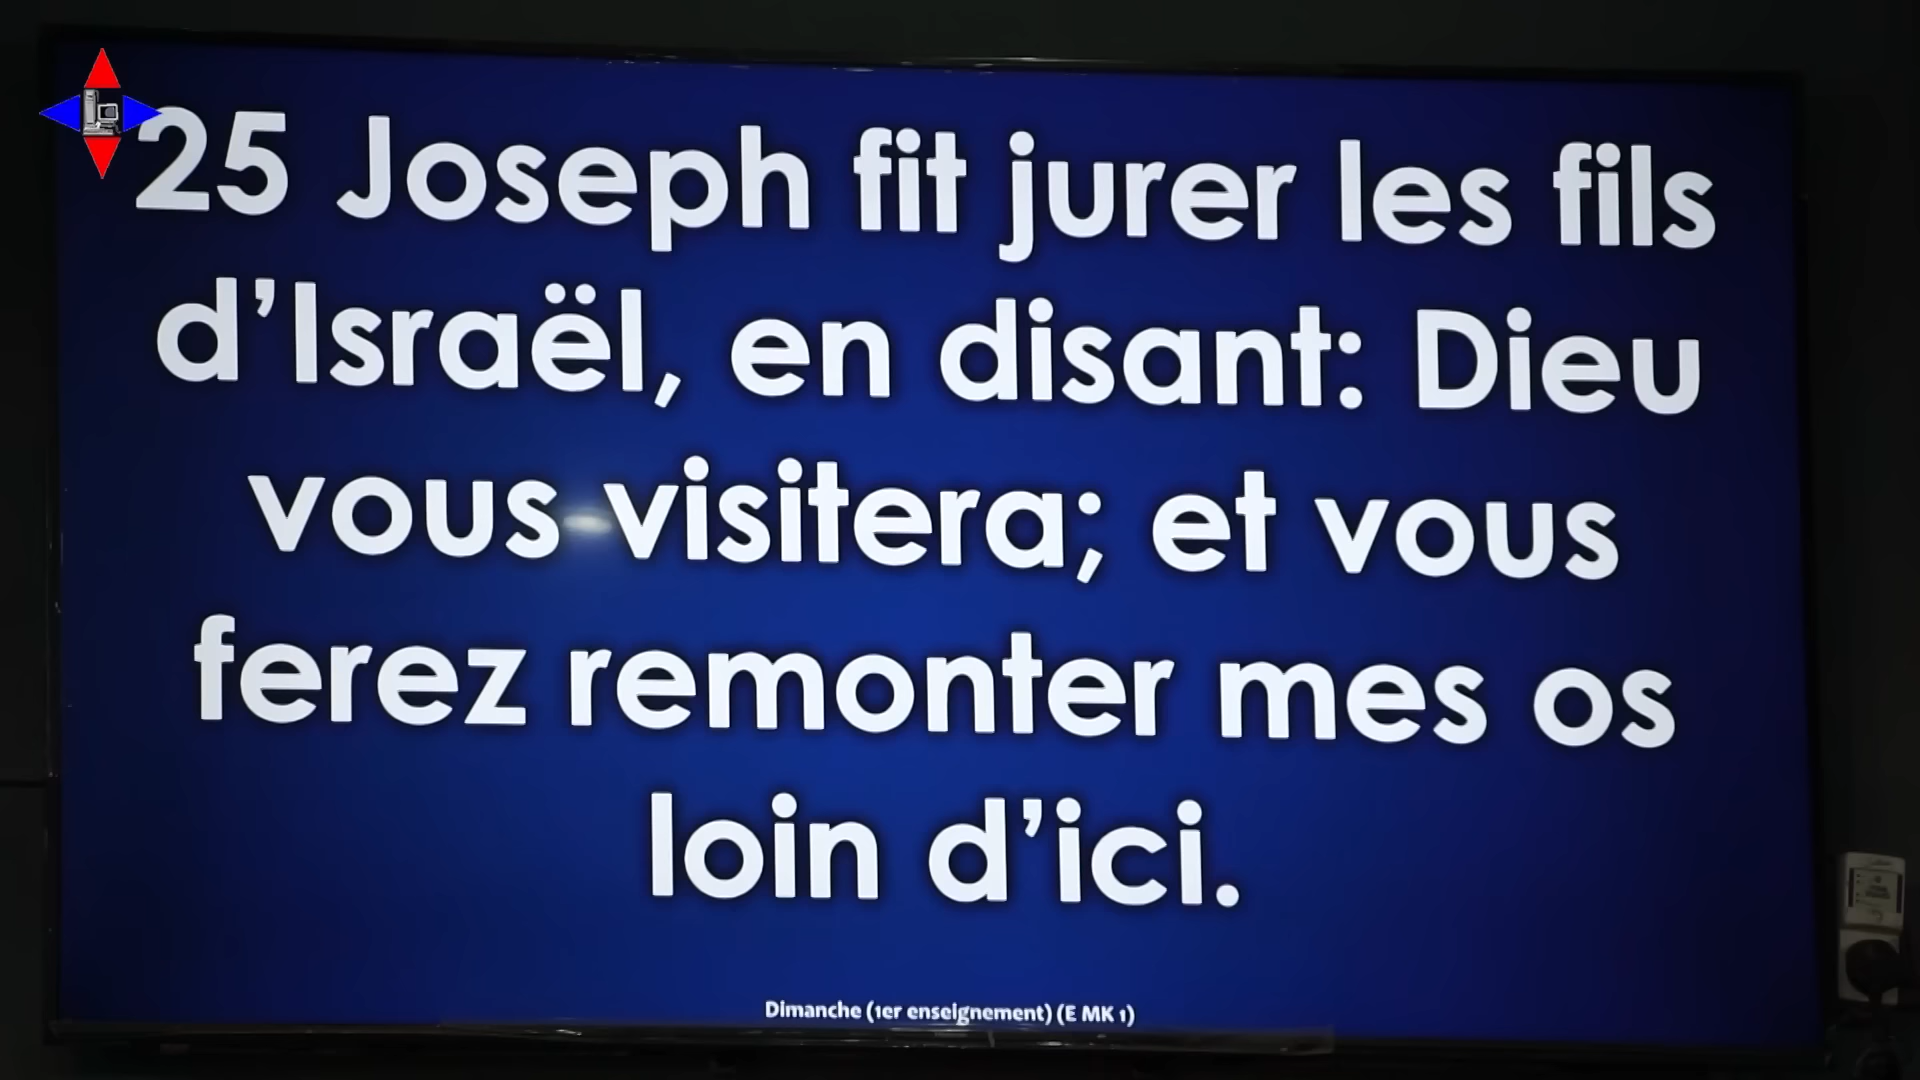 25 Joseph fit jurer les fils
d’Israël, en disant: Dieu
vous visitera; et vous
ferez remonter mes os
loin d’ici.
Dimanche (1er enseignement) (E MK 1)